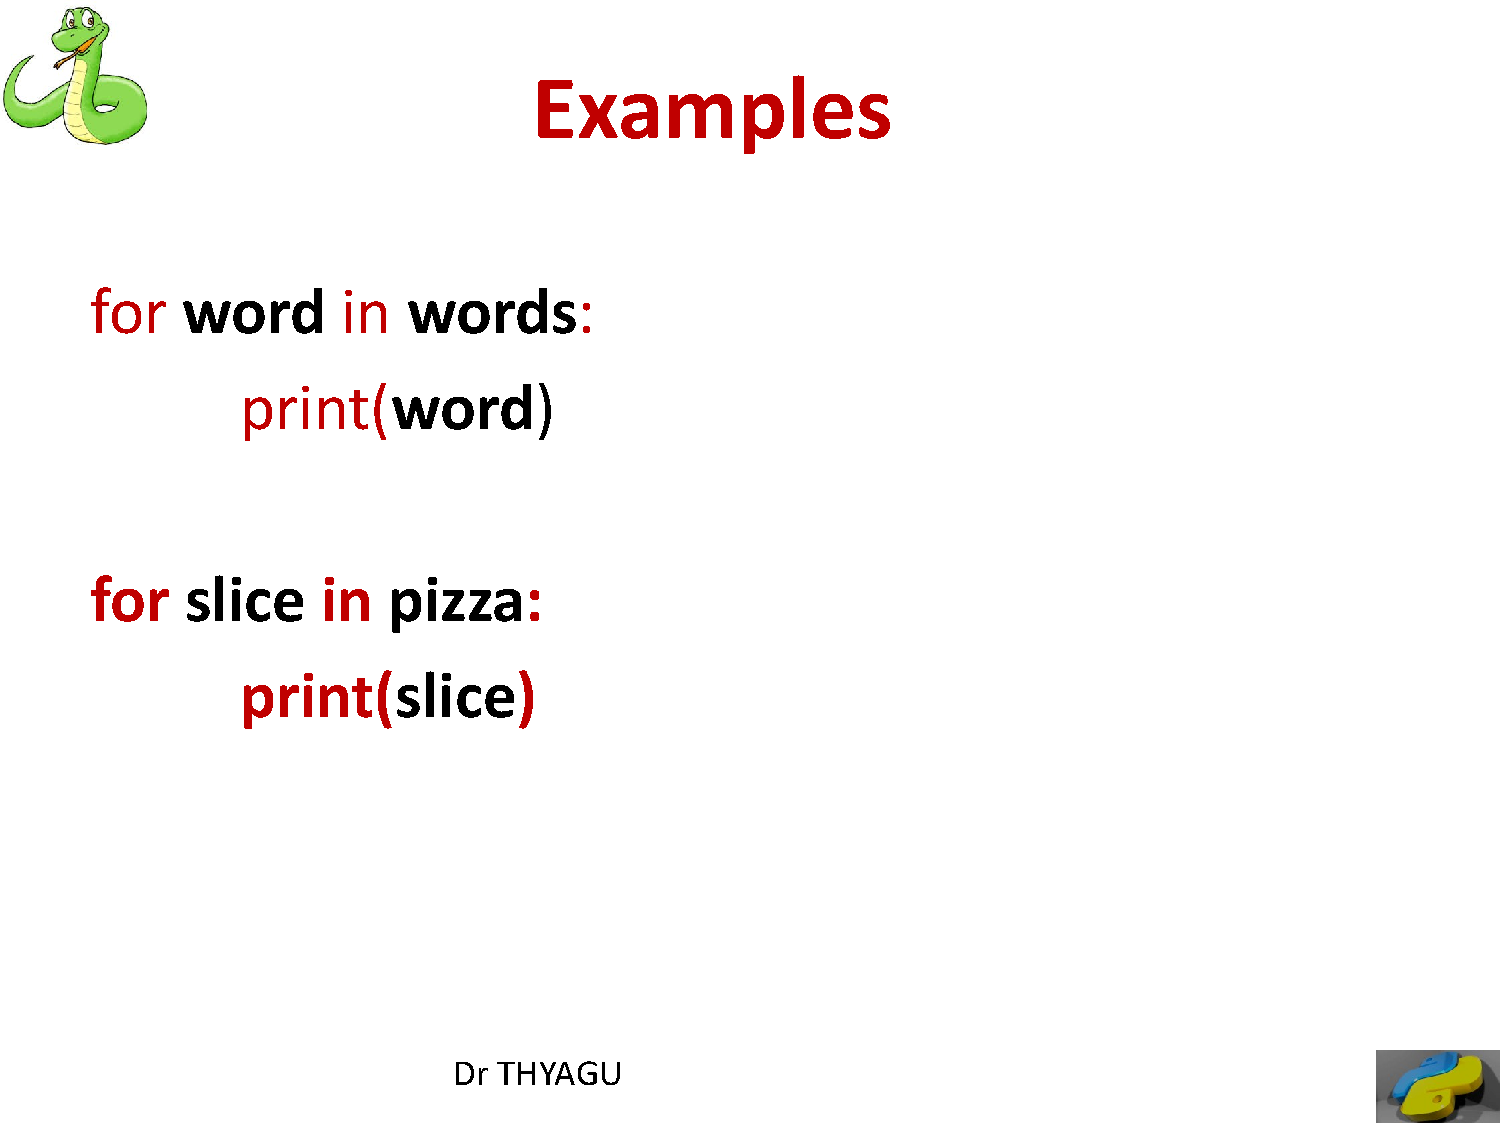 Examples
for word in words:
print(word)
for slice in pizza:
print(slice)
Dr THYAGU